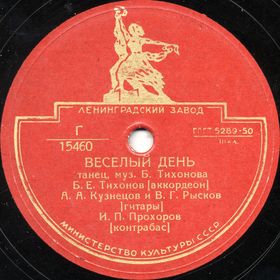 ЛЕНИНГРАДСКИЙ ЗАВОД
Г
15460
ГОСТ 5289-50
ВЕСЕЛЫЙ ДЕНЬ
танец, муз. Б. Тихонова
Б. Е. Тихонов [аккордеон]
А. А. Кузнецов и В. Г. Рысков
[гитары]
И. П. Прохоров
[контрабас]
МИНИСТЕРСТВО КУЛЬТУРЫ СССР